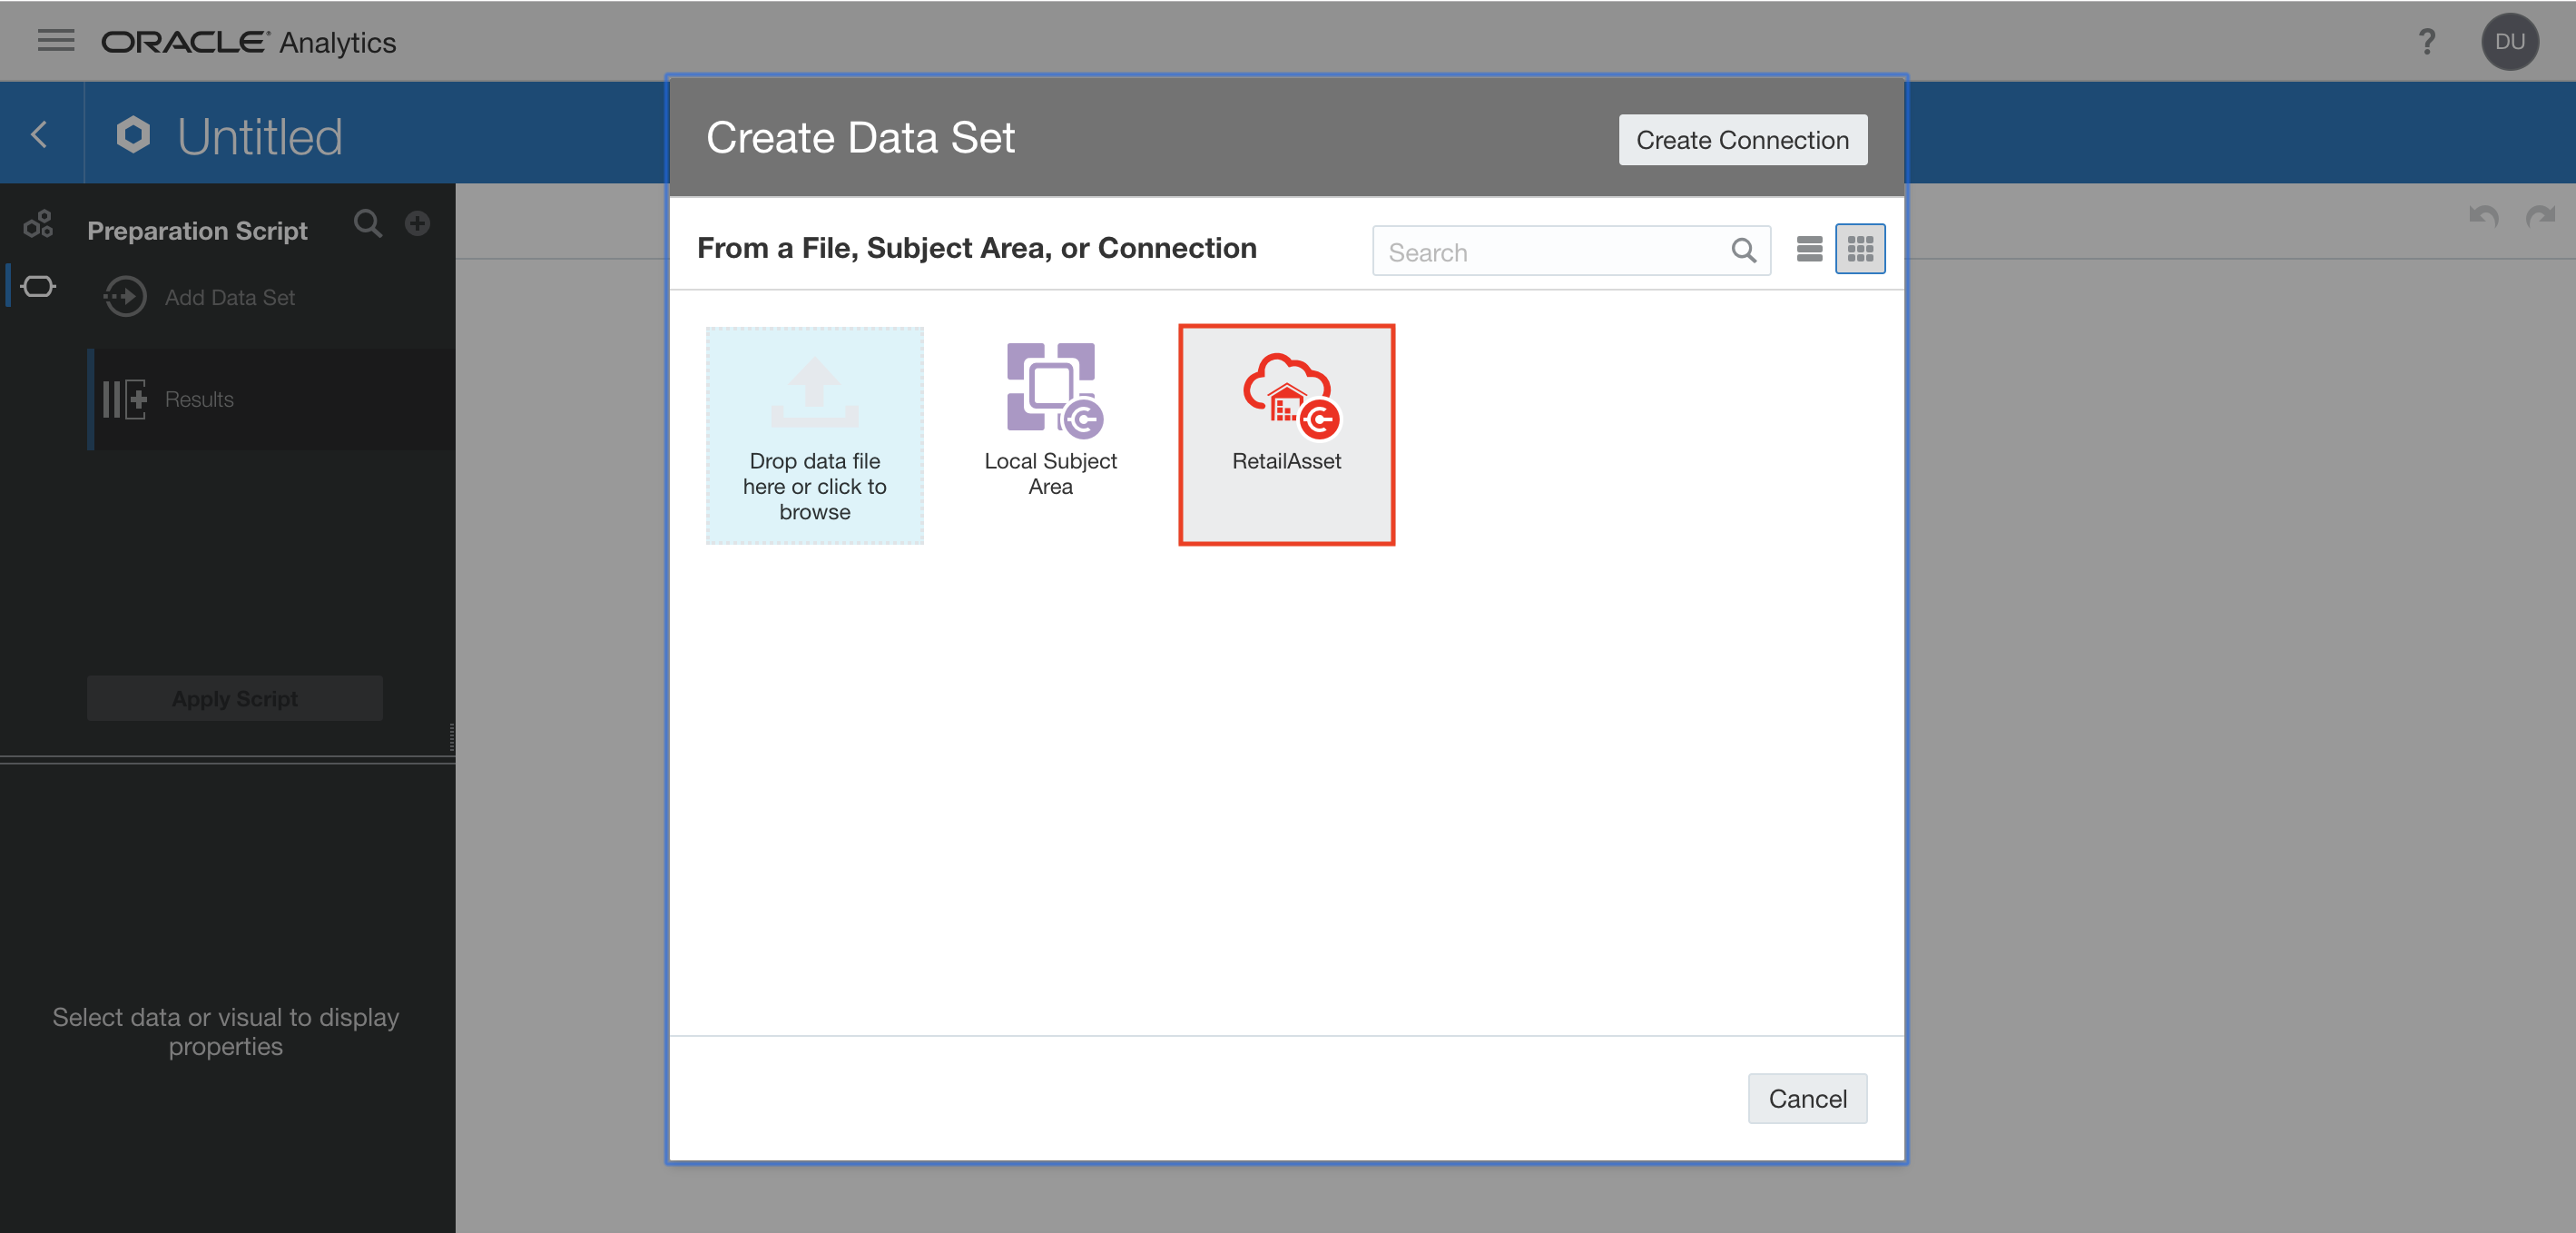 ORACLE Analytics
?
DU
Untitled
Create Data Set
Create Connection
Preparation Script
From a File, Subject Area, or Connection
Search
Add Data Set
Results
Drop data file
here or click to
browse
Local Subject
Area
RetailAsset
Apply Script
Select data or visual to display
properties
Cancel